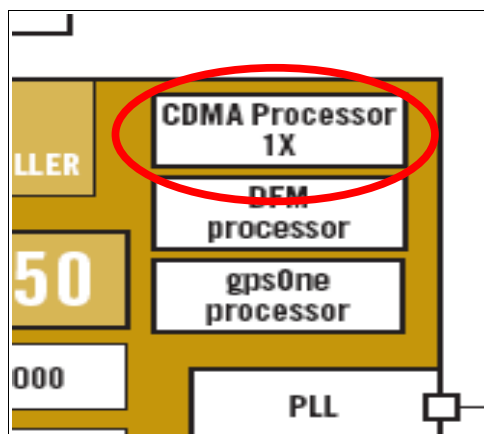 CDMA Processor
1X
LLER
DFM
processor
50
gpsOne
processor
000
PLL